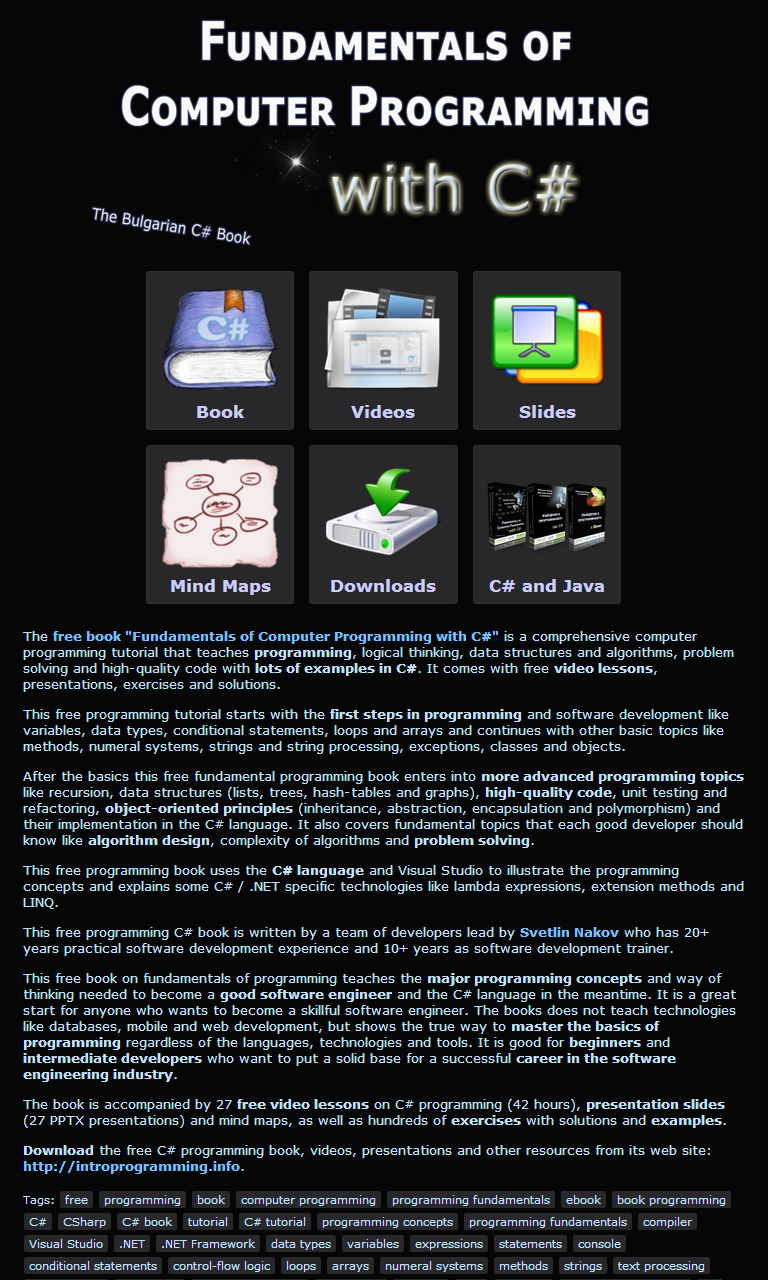 Fundamentals of
Computer Programming
with C#
The Bulgarian C# Book
C#
Book
Videos
Slides
Mind Maps
Downloads
C# and Java
The free book "Fundamentals of Computer Programming with C#" is a comprehensive computer
programming tutorial that teaches programming, logical thinking, data structures and algorithms, problem
solving and high-quality code with lots of examples in C#. It comes with free video lessons,
presentations, exercises and solutions.
This free programming tutorial starts with the first steps in programming and software development like
variables, data types, conditional statements, loops and arrays and continues with other basic topics like
methods, numeral systems, strings and string processing, exceptions, classes and objects.
After the basics this free fundamental programming book enters into more advanced programming topics
like recursion, data structures (lists, trees, hash-tables and graphs), high-quality code, unit testing and
refactoring, object-oriented principles (inheritance, abstraction, encapsulation and polymorphism) and
their implementation in the C# language. It also covers fundamental topics that each good developer should
know like algorithm design, complexity of algorithms and problem solving.
This free programming book uses the C# language and Visual Studio to illustrate the programming
concepts and explains some C# / .NET specific technologies like lambda expressions, extension methods and
LINQ.
This free programming C# book is written by a team of developers lead by Svetlin Nakov who has 20+
years practical software development experience and 10+ years as software development trainer.
This free book on fundamentals of programming teaches the major programming concepts and way of
thinking needed to become a good software engineer and the C# language in the meantime. It is a great
start for anyone who wants to become a skillful software engineer. The books does not teach technologies
like databases, mobile and web development, but shows the true way to master the basics of
programming regardless of the languages, technologies and tools. It is good for beginners and
intermediate developers who want to put a solid base for a successful career in the software
engineering industry.
The book is accompanied by 27 free video lessons on C# programming (42 hours), presentation slides
(27 PPTX presentations) and mind maps, as well as hundreds of exercises with solutions and examples.
Download the free C# programming book, videos, presentations and other resources from its web site:
http://introprogramming.info.
Tags: free programming book computer programming programming fundamentals ebook book programming
C# CSharp C# book tutorial C# tutorial programming concepts programming fundamentals compiler
Visual Studio .NET .NET Framework data types variables expressions statements console
conditional statements control-flow logic loops arrays numeral systems methods strings text processing